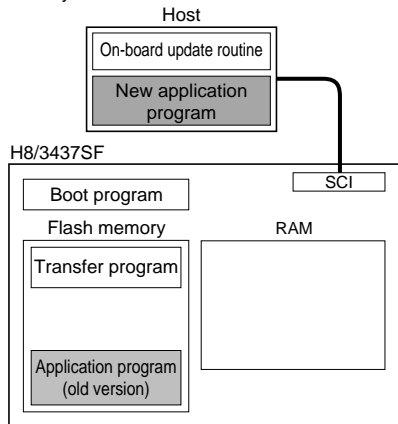 Host
On-board update routine
New application
program
H8/3437SF
SCI
Boot program
Flash memory
RAM
Transfer program
Application program
(old version)